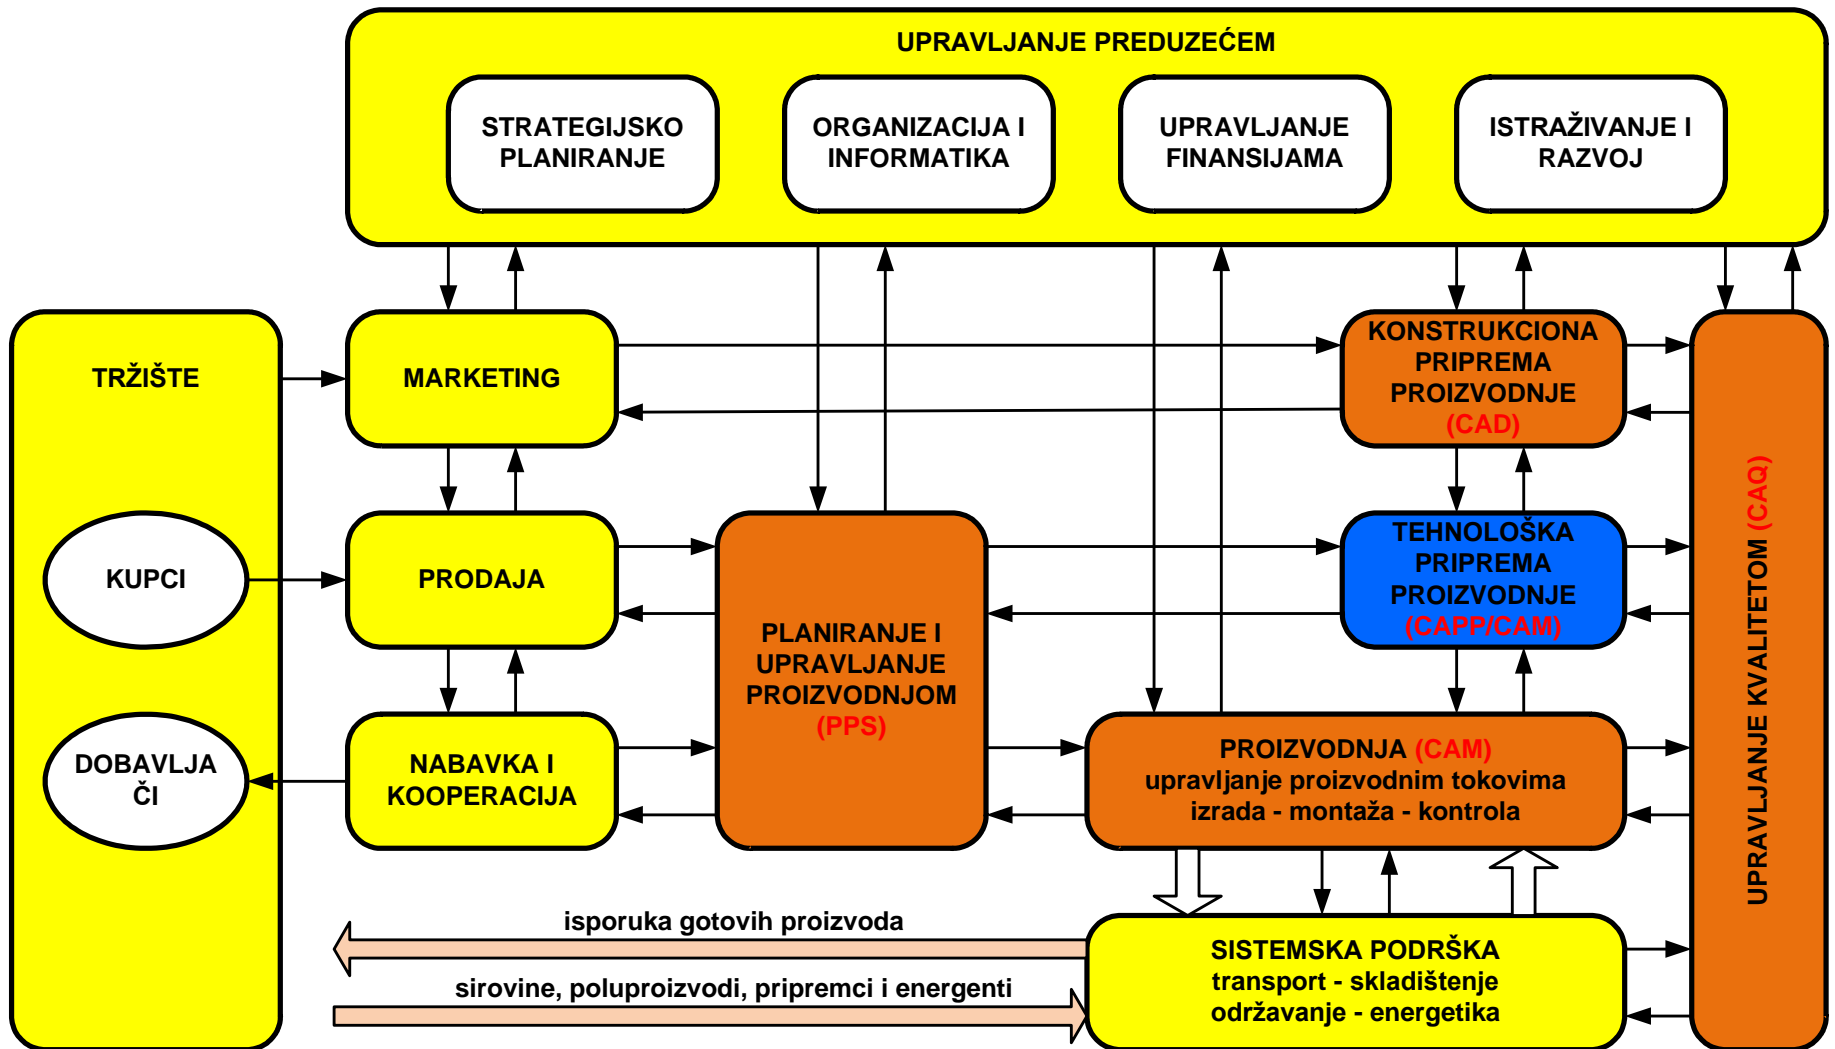 UPRAVLJANJE PREDUZEĆEM
STRATEGIJSKO
PLANIRANJE
ORGANIZACIJA I
INFORMATIKA
UPRAVLJANJE
FINANSIJAMA
ISTRAŽIVANJE I
RAZVOJ
TRŽIŠTE
MARKETING
KONSTRUKCIONA
PRIPREMA
PROIZVODNJE
(CAD)
KUPCI
PRODAJA
PLANIRANJE I
UPRAVLJANJE
PROIZVODNJOM
(PPS)
TEHNOLOŠKA
PRIPREMA
PROIZVODNJE
(CAPP/CAM)
UPRAVLJANJE KVALITETOM (CAQ)
DOBAVLJA
ČI
NABAVKA I
KOOPERACIJA
PROIZVODNJA (CAM)
upravljanje proizvodnim tokovima
izrada - montaža - kontrola
isporuka gotovih proizvoda
sirovine, poluproizvodi, pripremci i energenti
SISTEMSKA PODRŠKA
transport - skladištenje
održavanje - energetika